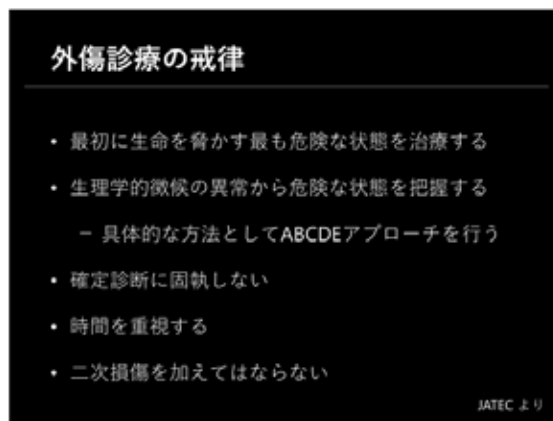 外傷診療の戒律
• 最初に生命を脅かす最も危険な状態を治療する
• 生理学的徴候の異常から危険な状態を把握する
– 具体的な方法としてABCDEアプローチを行う
• 確定診断に固執しない
• 時間を重視する
• 二次損傷を加えてはならない
JATEC より